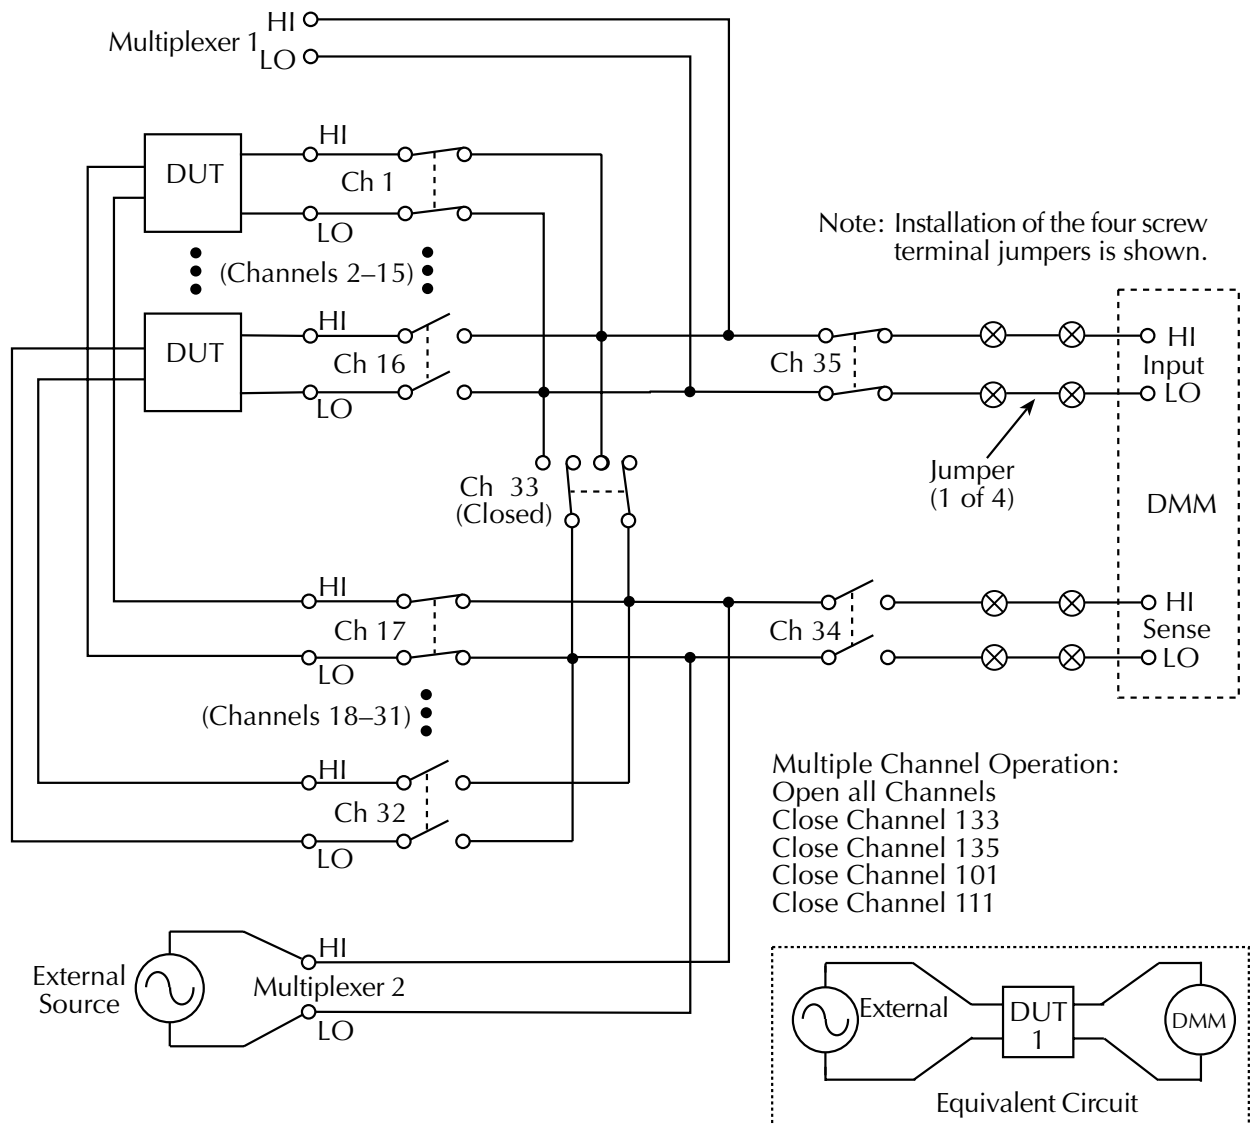 HI
Multiplexer 1
LO
HI
DUT
Ch 1
LO
(Channels 2–15)
Note: Installation of the four screw
terminal jumpers is shown.
HI
DUT
Ch 16
LO
Ch 35
HI
Input
LO
Jumper
(1 of 4)
Ch 33
(Closed)
DMM
HI
Ch 17
LO
Ch 34
HI
Sense
LO
(Channels 18–31)
HI
Ch 32
LO
Multiple Channel Operation:
Open all Channels
Close Channel 133
Close Channel 135
Close Channel 101
Close Channel 111
External
Source
HI
Multiplexer 2
LO
External
DUT
1
DMM
Equivalent Circuit